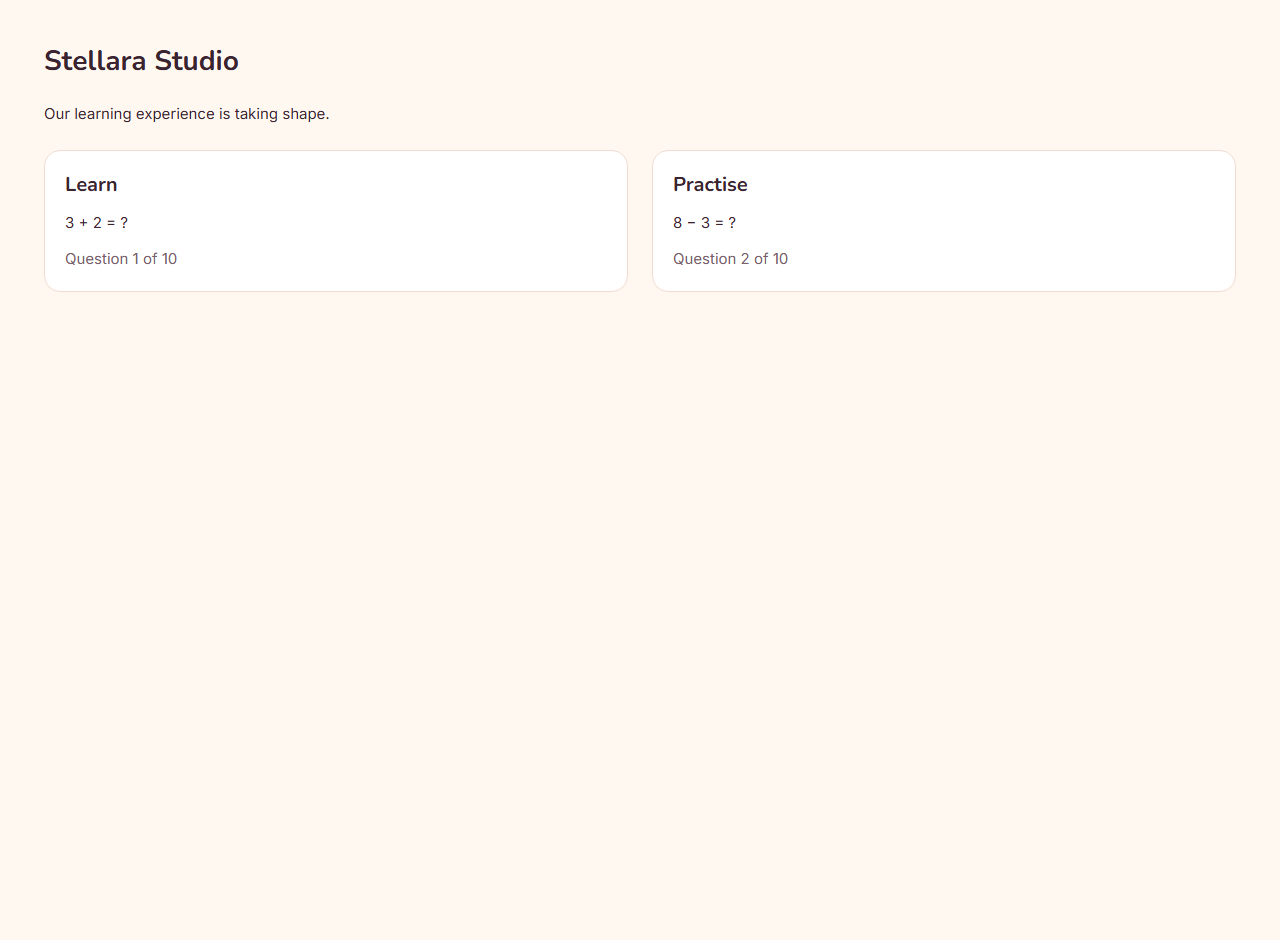 Stellara Studio
Our learning experience is taking shape.
Learn
3 + 2 = ?
Question 1 of 10
Practise
8 − 3 = ?
Question 2 of 10